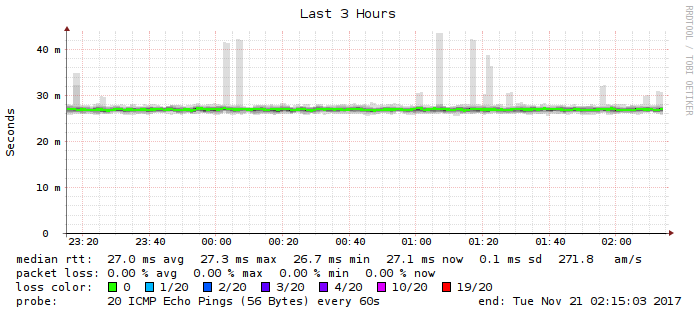 Last 3 Hours
RRDTOOL / TOBI OETIKER
Seconds
40 m
30 m
20 m
10 m
0
23:20 23:40 00:00 00:20 00:40 01:00 01:20 01:40 02:00
median rtt: 27.0 ms avg 27.3 ms max 26.7 ms min 27.1 ms now 0.1 ms sd 271.8 am/s
packet loss: 0.00 % avg 0.00 % max 0.00 % min 0.00 % now
loss color: 0 1/20 2/20 3/20 4/20 10/20 19/20
probe: 20 ICMP Echo Pings (56 Bytes) every 60s end: Tue Nov 21 02:15:03 2017